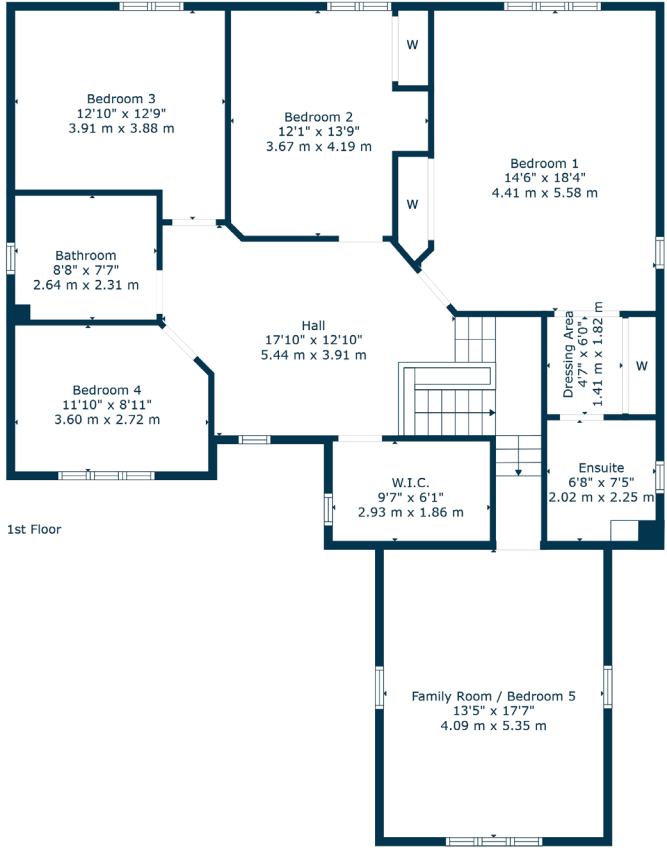 Bedroom 3
12'10" x 12'9"
3.91 m x 3.88 m
Bedroom 2
12'1" x 13'9"
3.67 m x 4.19 m
W
W
Bedroom 1
14'6" x 18'4"
4.41 m x 5.58 m
Bathroom
8'8" x 7'7"
2.64 m x 2.31 m
Hall
17'10" x 12'10"
5.44 m x 3.91 m
Dressing Area
4'7" x 6'0"
1.41 m x 1.82 m
W
Bedroom 4
11'10" x 8'11"
3.60 m x 2.72 m
W.I.C.
9'7" x 6'1"
2.93 m x 1.86 m
Ensuite
6'8" x 7'5"
2.02 m x 2.25 m
1st Floor
Family Room / Bedroom 5
13'5" x 17'7"
4.09 m x 5.35 m